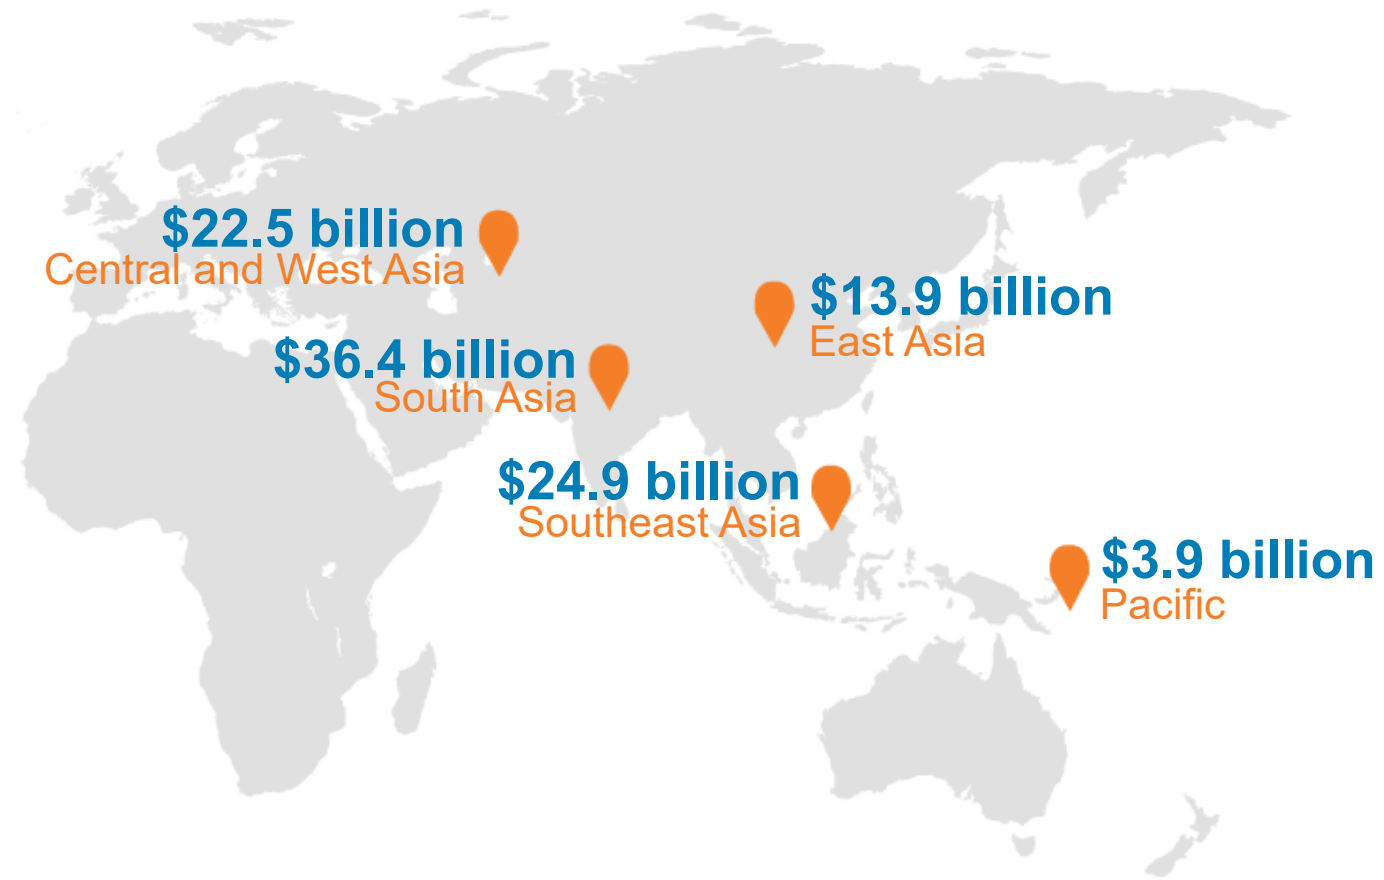 $22.5 billion
Central and West Asia
$13.9 billion
East Asia
$36.4 billion
South Asia
$24.9 billion
Southeast Asia
$3.9 billion
Pacific